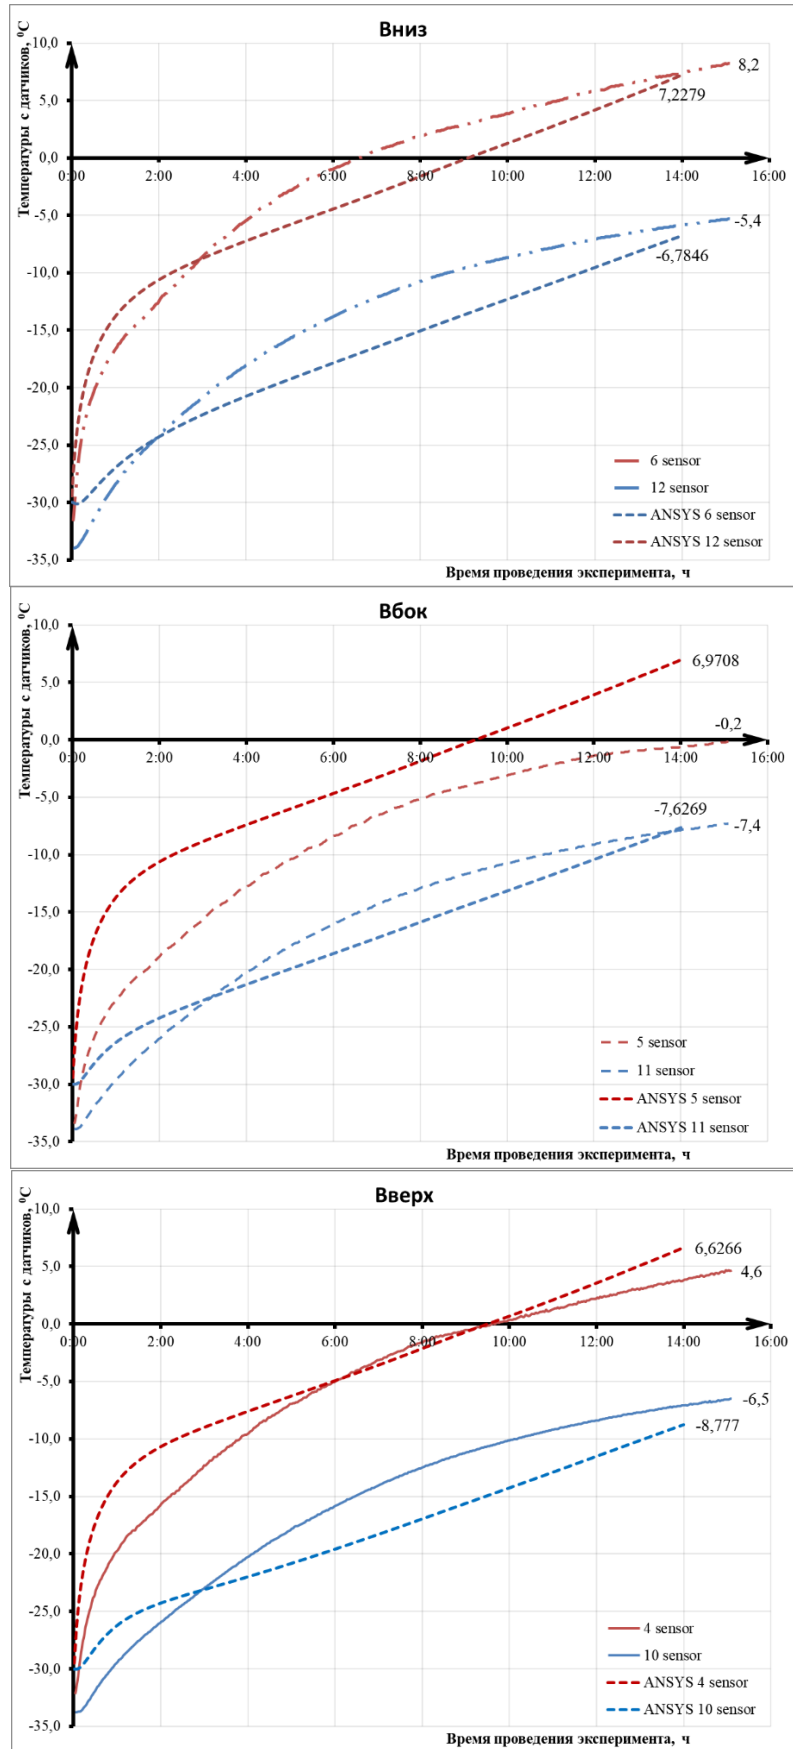 Вниз
Температуры с датчиков, ⁰С
10,0
5,0
0,0
-5,0
-10,0
-15,0
-20,0
-25,0
-30,0
-35,0
0:00 2:00 4:00 6:00 8:00 10:00 12:00 14:00 16:00
8,2
7,2279
-5,4
-6,7846
6 sensor
12 sensor
ANSYS 6 sensor
ANSYS 12 sensor
Время проведения эксперимента, ч
Вбок
Температуры с датчиков, ⁰С
10,0
5,0
0,0
-5,0
-10,0
-15,0
-20,0
-25,0
-30,0
-35,0
0:00 2:00 4:00 6:00 8:00 10:00 12:00 14:00 16:00
6,9708
-0,2
-7,6269
-7,4
5 sensor
11 sensor
ANSYS 5 sensor
ANSYS 11 sensor
Время проведения эксперимента, ч
Вверх
Температуры с датчиков, ⁰С
10,0
5,0
0,0
-5,0
-10,0
-15,0
-20,0
-25,0
-30,0
-35,0
0:00 2:00 4:00 6:00 8:00 10:00 12:00 14:00 16:00
6,6266
4,6
-6,5
-8,777
4 sensor
10 sensor
ANSYS 4 sensor
ANSYS 10 sensor
Время проведения эксперимента, ч